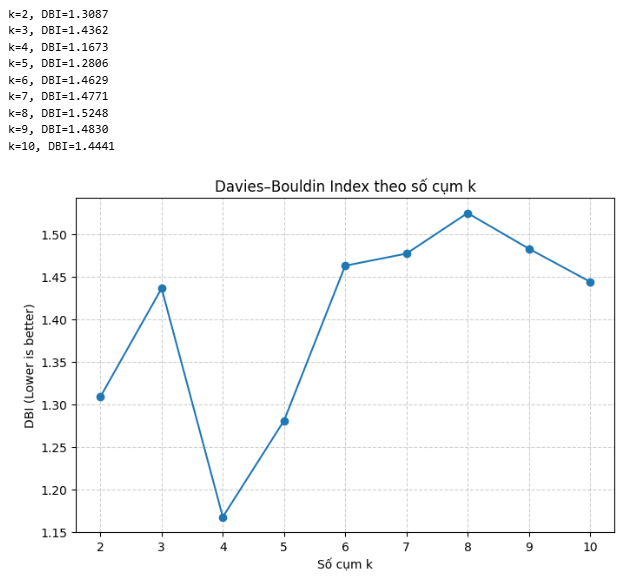 k=2, DBI=1.3087
k=3, DBI=1.4362
k=4, DBI=1.1673
k=5, DBI=1.2806
k=6, DBI=1.4629
k=7, DBI=1.4771
k=8, DBI=1.5248
k=9, DBI=1.4830
k=10, DBI=1.4441
Davies–Bouldin Index theo số cụm k
DBI (Lower is better)
1.50
1.45
1.40
1.35
1.30
1.25
1.20
1.15
2 3 4 5 6 7 8 9 10
Số cụm k